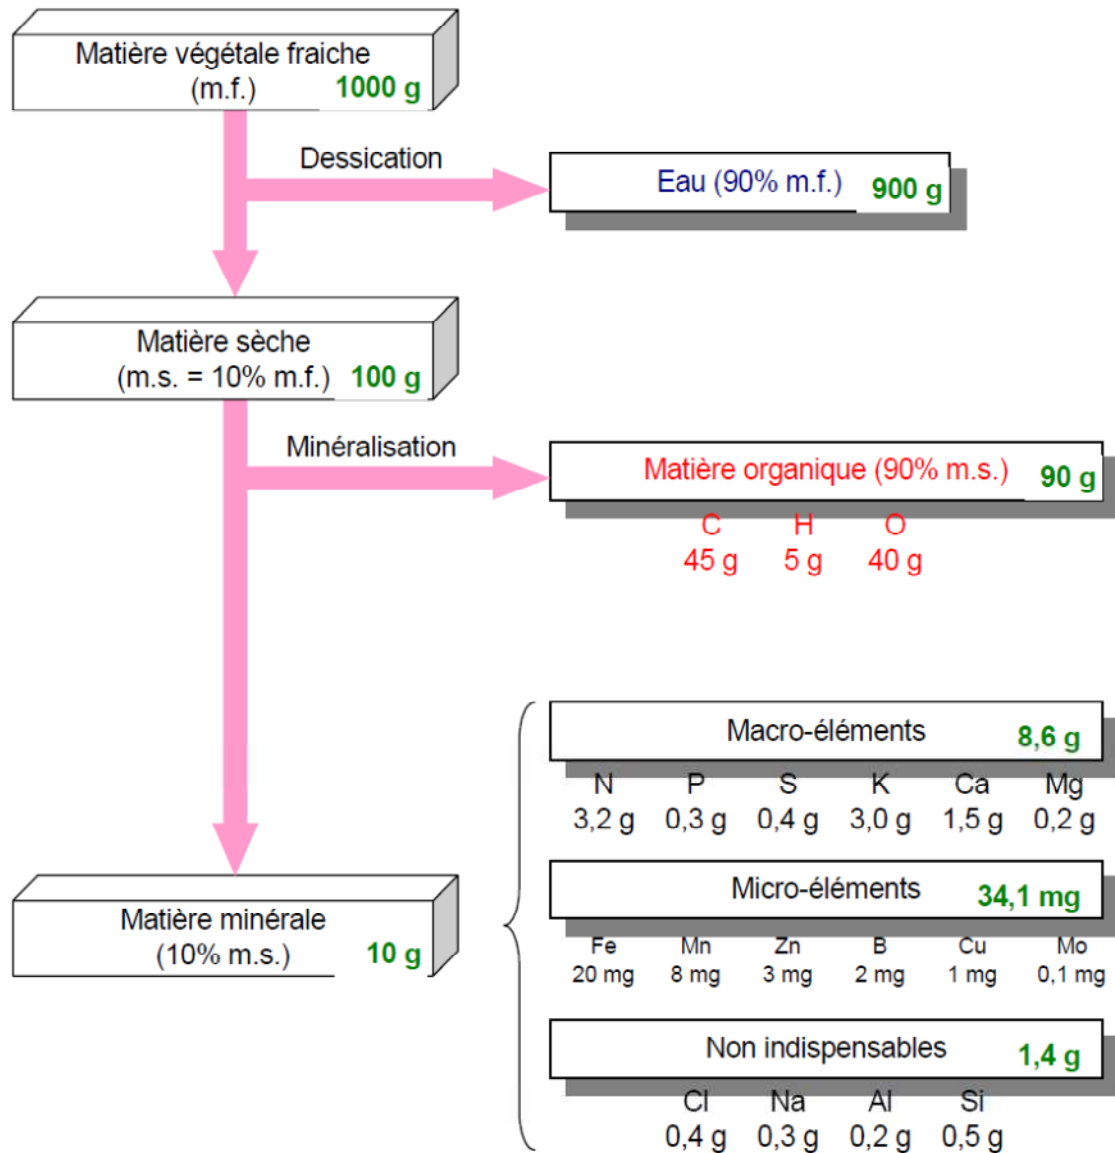 Matière végétale fraiche
(m.f.) 1000 g
Dessication
Eau (90% m.f.) 900 g
Matière sèche
(m.s. = 10% m.f.) 100 g
Minéralisation
Matière organique (90% m.s.) 90 g
C H O
45 g 5 g 40 g
Macro-éléments 8,6 g
N P S K Ca Mg
3,2 g 0,3 g 0,4 g 3,0 g 1,5 g 0,2 g
Matière minérale
(10% m.s.) 10 g
Micro-éléments 34,1 mg
Fe Mn Zn B Cu Mo
20 mg 8 mg 3 mg 2 mg 1 mg 0,1 mg
Non indispensables 1,4 g
Cl Na Al Si
0,4 g 0,3 g 0,2 g 0,5 g